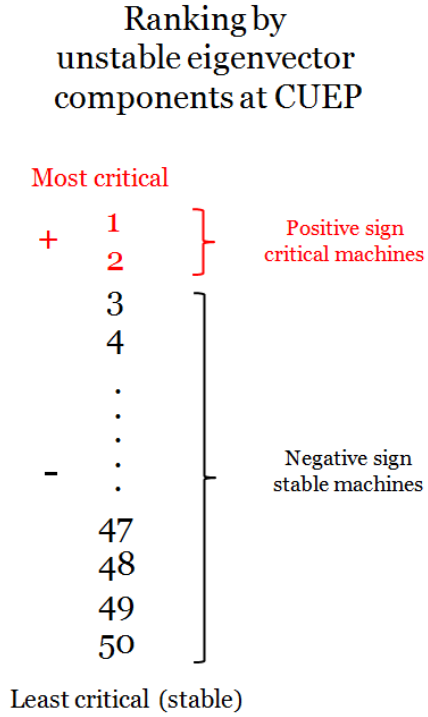 Ranking by
unstable eigenvector
components at CUEP
Most critical
+
1
2
Positive sign
critical machines
3
4
.
.
.
.
.
-
Negative sign
stable machines
47
48
49
50
Least critical (stable)